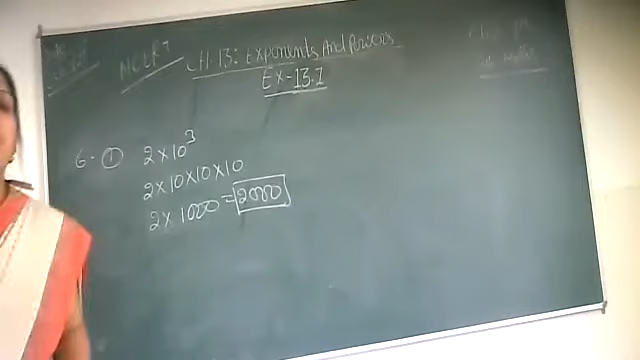 NCERT 7 CH 13: Exponents And Powers
Ex-13.1
6. ① 2×10³
2×10×10×10
2×1000=2000